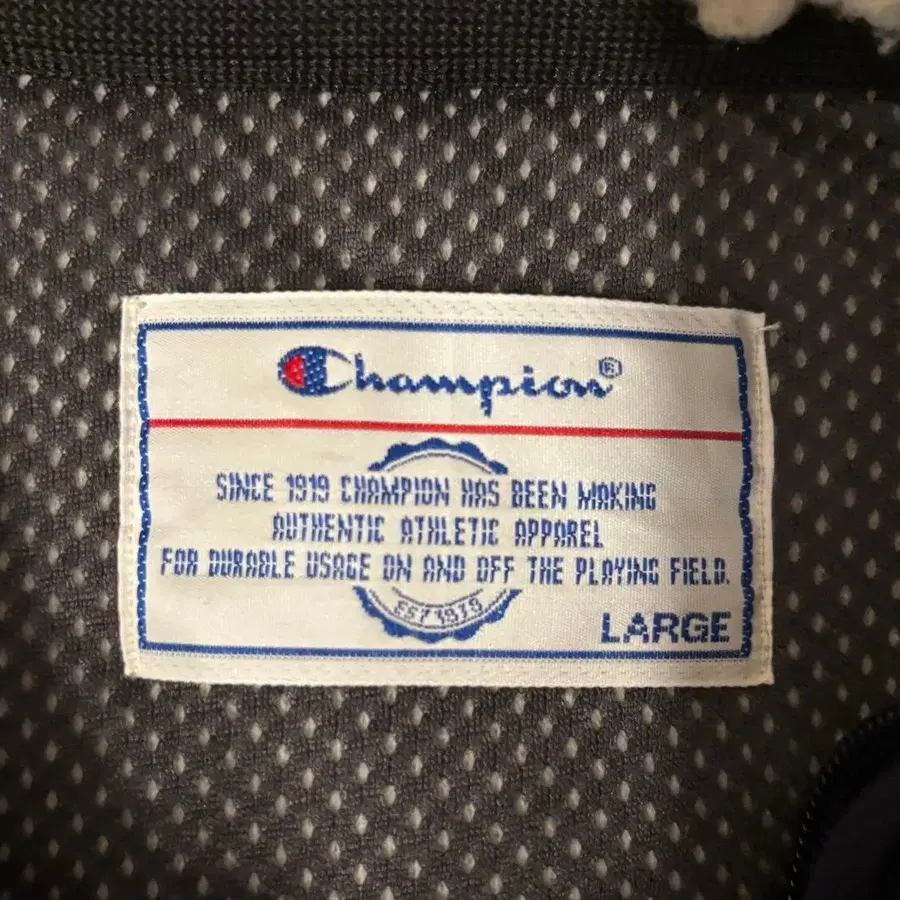 Champion®
SINCE 1919 CHAMPION HAS BEEN MAKING
AUTHENTIC ATHLETIC APPAREL
FOR DURABLE USAGE ON AND OFF THE PLAYING FIELD.
EST 1919
LARGE